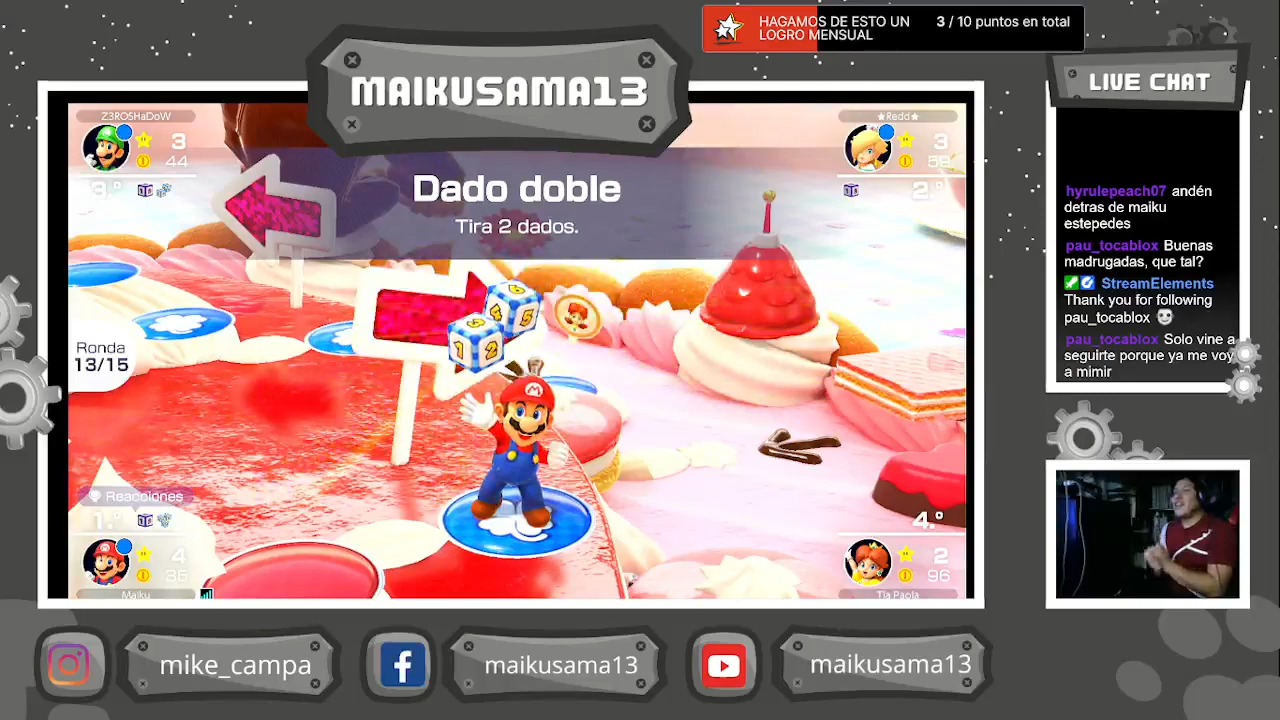 HAGAMOS DE ESTO UN
LOGRO MENSUAL
3 / 10 puntos en total
MAIKUSAMA13
LIVE CHAT
Z3ROSHaDoW
3
44
3.º
★Redd★
3
58
2.º
Dado doble
Tira 2 dados.
Ronda
13/15
Reacciones
1.º
4
35
Maiku
4.º
2
96
Tía Paola
hyrulepeach07 andén
detras de maiku
estepedes
pau_tocablox Buenas
madrugadas, que tal?
StreamElements
Thank you for following
pau_tocablox
pau_tocablox Solo vine a
seguirte porque ya me voy
a mimir
mike_campa
maikusama13
maikusama13